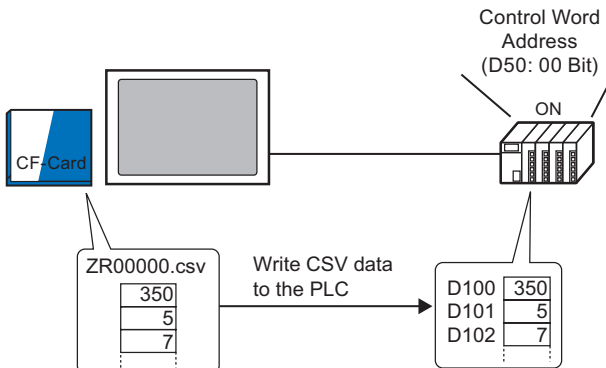 Control Word
Address
(D50: 00 Bit)
ON
CF-Card
ZR00000.csv
350
5
7
Write CSV data
to the PLC
D100 350
D101 5
D102 7